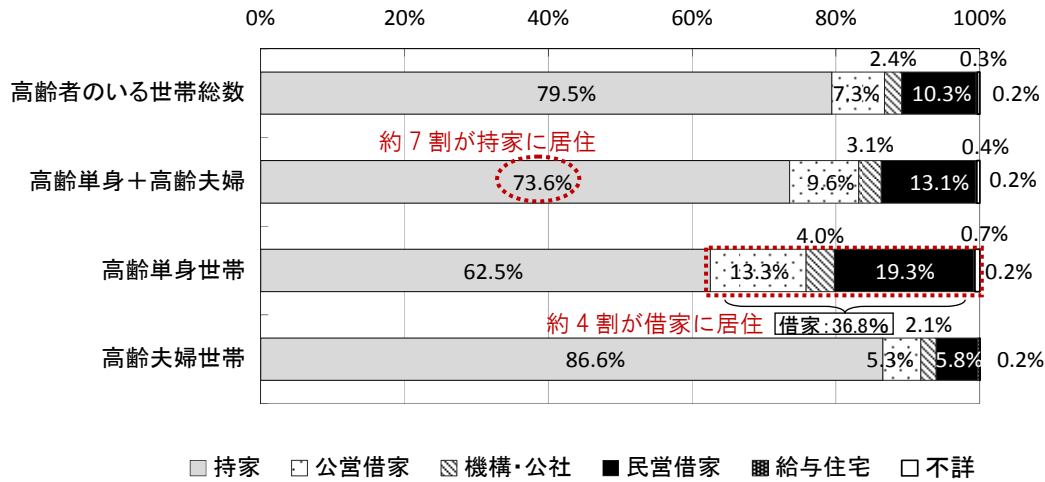 0% 20% 40% 60% 80% 100%
2.4% 0.3%
高齢者のいる世帯総数 79.5% 7.3% 10.3% 0.2%
約7割が持家に居住 3.1% 0.4%
高齢単身＋高齢夫婦 73.6% 9.6% 13.1% 0.2%
4.0% 0.7%
高齢単身世帯 62.5% 13.3% 19.3% 0.2%
約4割が借家に居住 借家：36.8% 2.1%
高齢夫婦世帯 86.6% 5.3% 5.8% 0.2%
持家 公営借家 機構・公社 民営借家 給与住宅 不詳